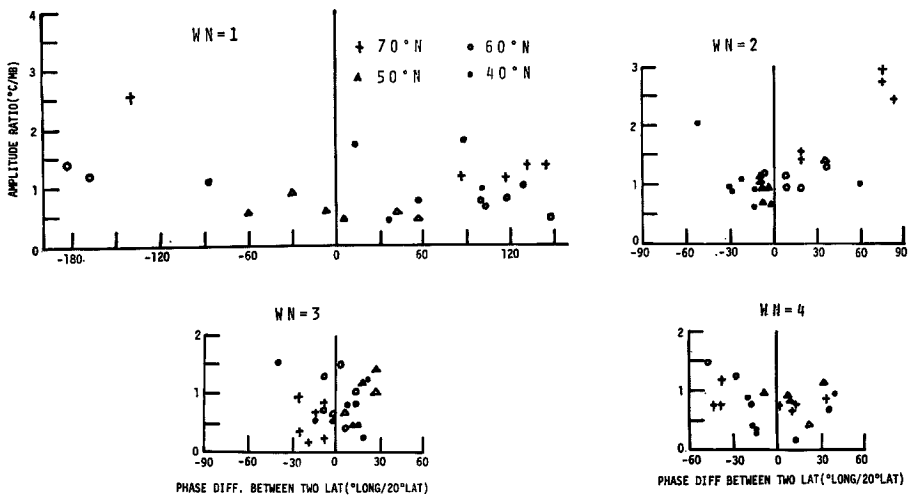 WN=1
+ 70°N
o 60°N
▲ 50°N
• 40°N
AMPLITUDE RATIO(°C/MB)
4
3
2
1
0
-180. -120 -60 0 60 120
WN=2
3
2
1
0
-90 -60 -30 0 30 60 90
WN=3
2
1
0
-90 -60 -30 0 30 60
PHASE DIFF. BETWEEN TWO LAT(°LONG/20°LAT)
WN=4
2
1
0
-60 -30 0 30 60
PHASE DIFF BETWEEN TWO LAT(°LONG/20°LAT)